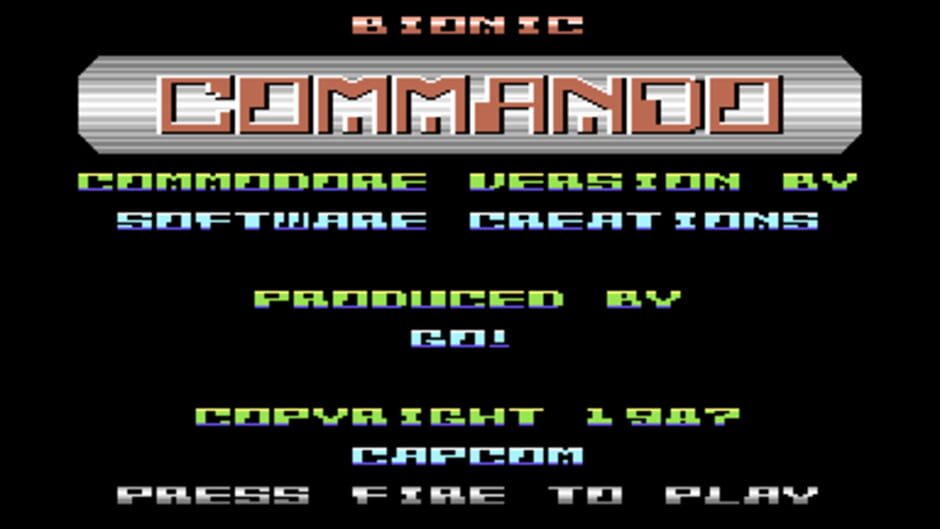 BIONIC
COMMANDO
COMMODORE VERSION BY
SOFTWARE CREATIONS
PRODUCED BY
GO!
COPYRIGHT 1987
CAPCOM
PRESS FIRE TO PLAY